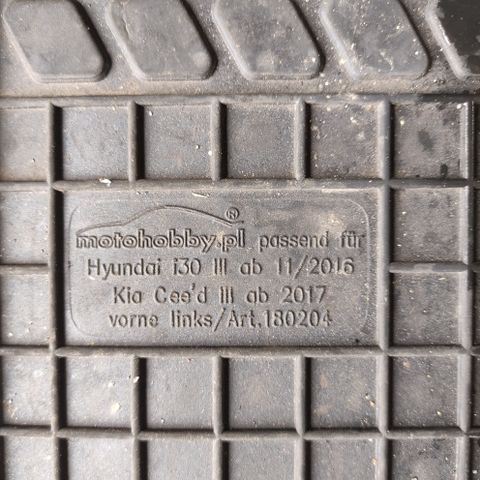 motohobby.pl ® passend für
Hyundai i30 III ab 11/2016
Kia Cee'd III ab 2017
vorne links/Art.180204